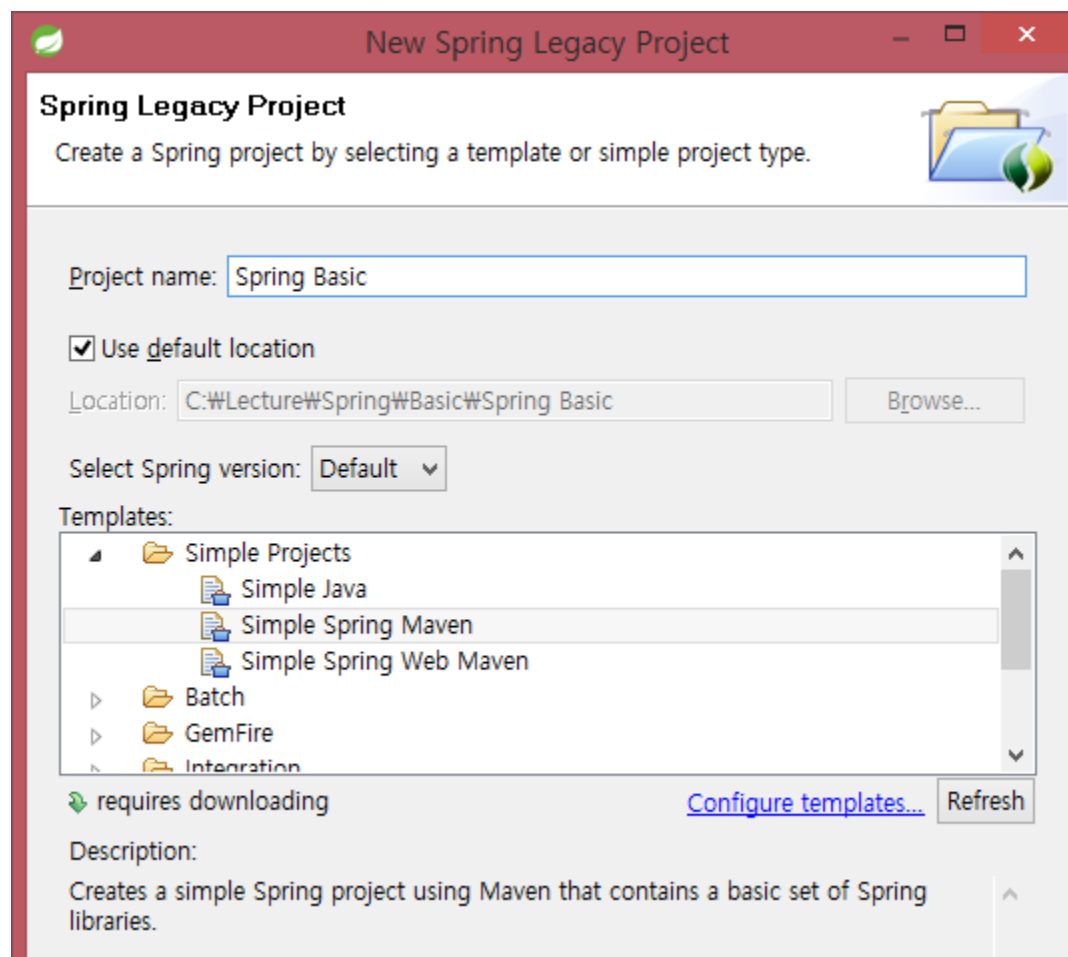 New Spring Legacy Project
Spring Legacy Project
Create a Spring project by selecting a template or simple project type.
Project name: Spring Basic
Use default location
Location: C:₩Lecture₩Spring₩Basic₩Spring Basic Browse...
Select Spring version: Default
Templates:
Simple Projects
Simple Java
Simple Spring Maven
Simple Spring Web Maven
Batch
GemFire
Integration
requires downloading Configure templates... Refresh
Description:
Creates a simple Spring project using Maven that contains a basic set of Spring
libraries.